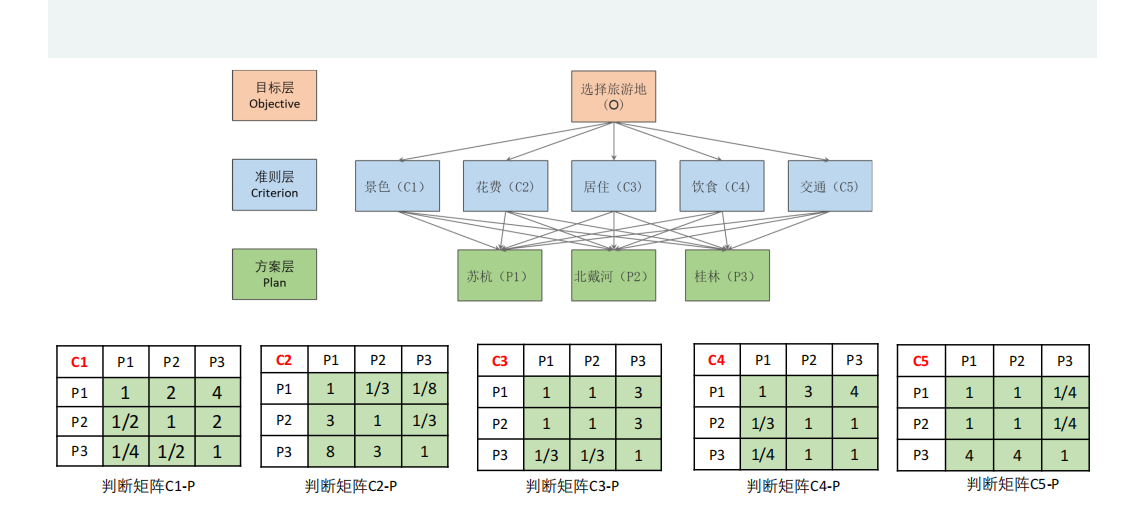 目标层
Objective
选择旅游地
(O)
准则层
Criterion
景色（C1）
花费（C2)
居住（C3）
饮食（C4）
交通（C5)
方案层
Plan
苏杭（P1）
北戴河（P2）
桂林（P3）
C1 P1 P2 P3
P1 1 2 4
P2 1/2 1 2
P3 1/4 1/2 1
判断矩阵C1-P
C2 P1 P2 P3
P1 1 1/3 1/8
P2 3 1 1/3
P3 8 3 1
判断矩阵C2-P
C3 P1 P2 P3
P1 1 1 3
P2 1 1 3
P3 1/3 1/3 1
判断矩阵C3-P
C4 P1 P2 P3
P1 1 3 4
P2 1/3 1 1
P3 1/4 1 1
判断矩阵C4-P
C5 P1 P2 P3
P1 1 1 1/4
P2 1 1 1/4
P3 4 4 1
判断矩阵C5-P